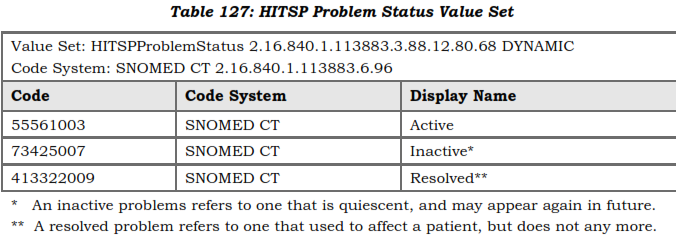 Table 127: HITSP Problem Status Value Set
Value Set: HITSPProblemStatus 2.16.840.1.113883.3.88.12.80.68 DYNAMIC
Code System: SNOMED CT 2.16.840.1.113883.6.96
Code Code System Display Name
55561003 SNOMED CT Active
73425007 SNOMED CT Inactive*
413322009 SNOMED CT Resolved**
* An inactive problems refers to one that is quiescent, and may appear again in future.
** A resolved problem refers to one that used to affect a patient, but does not any more.